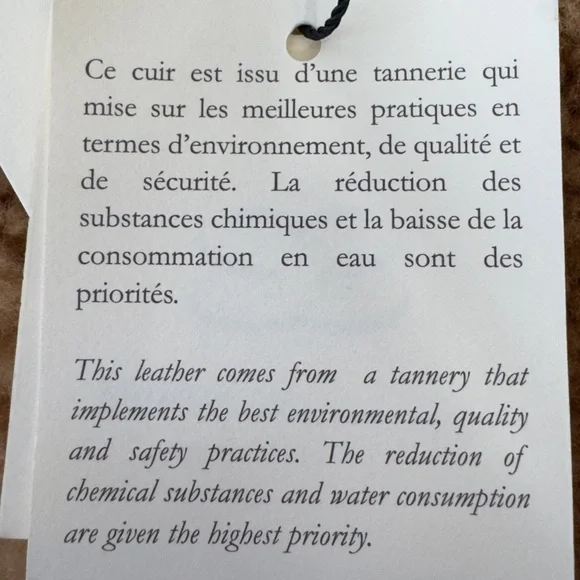 Ce cuir est issu d'une tannerie qui
mise sur les meilleures pratiques en
termes d'environnement, de qualité et
de sécurité. La réduction des
substances chimiques et la baisse de la
consommation en eau sont des
priorités.
This leather comes from a tannery that
implements the best environmental, quality
and safety practices. The reduction of
chemical substances and water consumption
are given the highest priority.